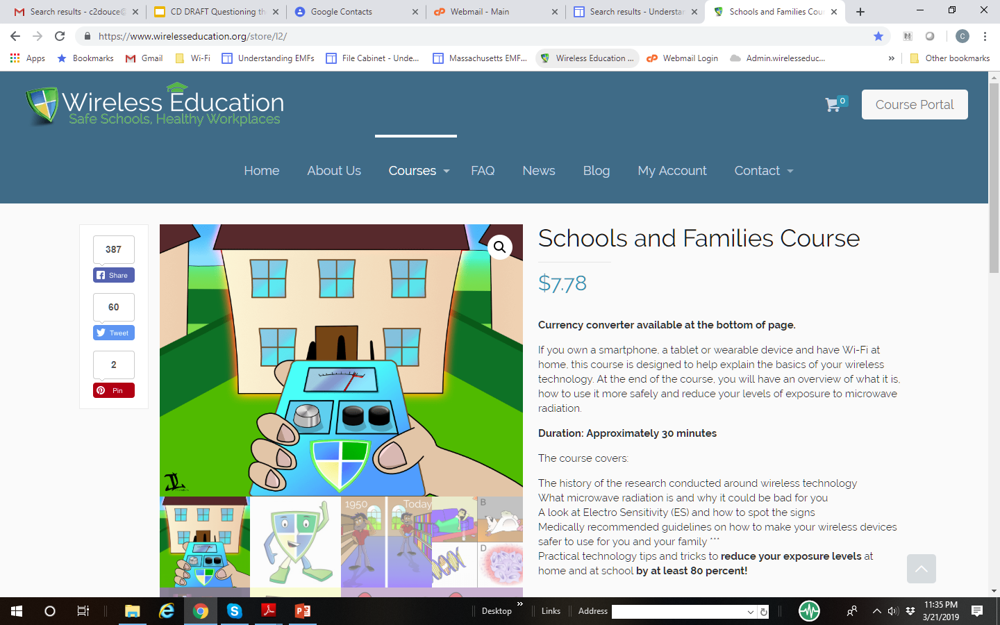 Search results - c2douce@
CD DRAFT Questioning th
Google Contacts
Webmail - Main
Search results - Understan
Schools and Families Cour
https://www.wirelesseducation.org/store/l2/
C
Apps
Bookmarks
Gmail
Wi-Fi
Understanding EMFs
File Cabinet - Unde...
Massachusetts EMF...
Wireless Education ...
Webmail Login
Admin.wirelesseduc...
»
Other bookmarks
Wireless Education
Safe Schools, Healthy Workplaces
0
Course Portal
Home
About Us
Courses
FAQ
News
Blog
My Account
Contact
387
Share
60
Tweet
2
Pin
Schools and Families Course
$7.78
Currency converter available at the bottom of page.
If you own a smartphone, a tablet or wearable device and have Wi-Fi at
home, this course is designed to help explain the basics of your wireless
technology. At the end of the course, you will have an overview of what it is,
how to use it more safely and reduce your levels of exposure to microwave
radiation.
Duration: Approximately 30 minutes
The course covers:
The history of the research conducted around wireless technology
What microwave radiation is and why it could be bad for you
A look at Electro Sensitivity (ES) and how to spot the signs
Medically recommended guidelines on how to make your wireless devices
safer to use for you and your family ***
Practical technology tips and tricks to reduce your exposure levels at
home and at school by at least 80 percent!
1950
Today
B
D
Desktop
»
Links
Address
11:35 PM
3/21/2019